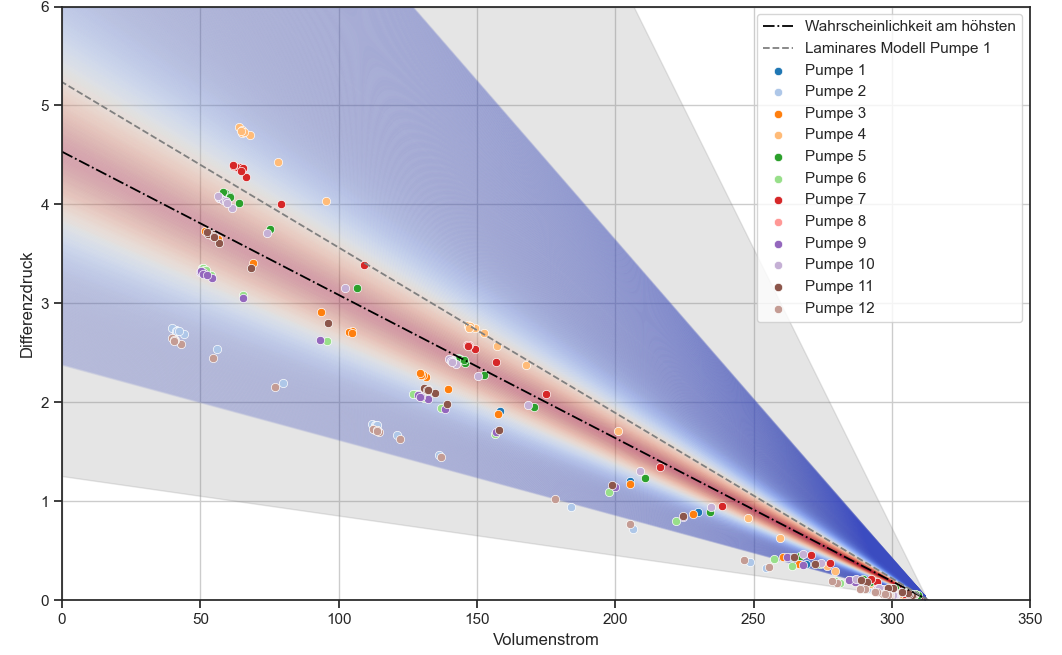 6
5
4
3
2
1
0
Differenzdruck
0
50
100
150
200
250
300
350
Volumenstrom
Wahrscheinlichkeit am höhsten
Laminares Modell Pumpe 1
Pumpe 1
Pumpe 2
Pumpe 3
Pumpe 4
Pumpe 5
Pumpe 6
Pumpe 7
Pumpe 8
Pumpe 9
Pumpe 10
Pumpe 11
Pumpe 12